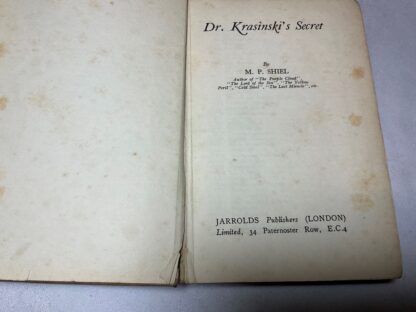 Dr. Krasinski's Secret
By
M. P. SHIEL
Author of "The Purple Cloud",
"The Lord of the Sea", "The Yellow
Peril", "Cold Steel", "The Last Miracle", etc.
JARROLDS Publishers (LONDON)
Limited, 34 Paternoster Row, E.C.4